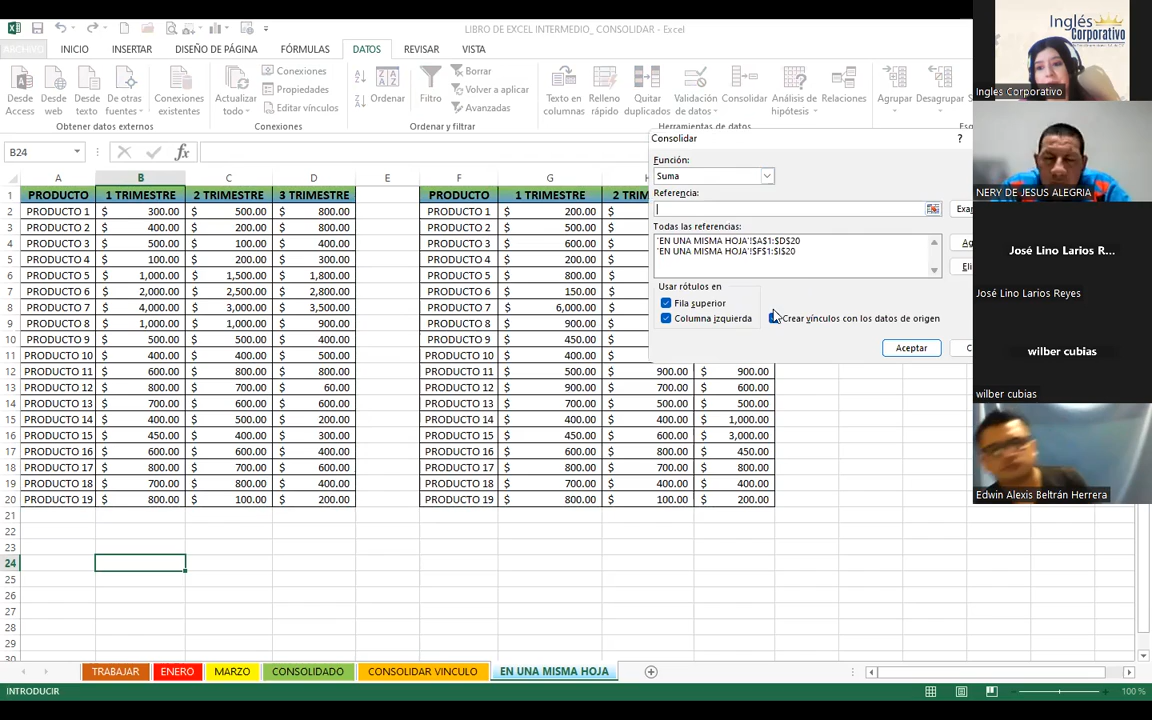 LIBRO DE EXCEL INTERMEDIO_ CONSOLIDAR - Excel
ARCHIVO INICIO INSERTAR DISEÑO DE PÁGINA FÓRMULAS DATOS REVISAR VISTA
Desde Access
Desde web
Desde texto
De otras fuentes
Conexiones existentes
Obtener datos externos
Actualizar todo
Conexiones
Propiedades
Editar vínculos
Conexiones
Ordenar
Filtro
Borrar
Volver a aplicar
Avanzadas
Ordenar y filtrar
Texto en columnas
Relleno rápido
Quitar duplicados
Validación de datos
Consolidar
Análisis de hipótesis
Relaciones
Herramientas de datos
Agrupar
Desagrupar
B24
fx
Consolidar ?
Función:
Suma
Referencia:
Todas las referencias:
'EN UNA MISMA HOJA'!$A$1:$D$20
'EN UNA MISMA HOJA'!$F$1:$I$20
Usar rótulos en
Fila superior
Columna izquierda
Crear vínculos con los datos de origen
Aceptar
A B C D E F G
1 PRODUCTO 1 TRIMESTRE 2 TRIMESTRE 3 TRIMESTRE PRODUCTO 1 TRIMESTRE
2 PRODUCTO 1 $ 300.00 $ 500.00 $ 800.00 PRODUCTO 1 $ 200.00
3 PRODUCTO 2 $ 400.00 $ 200.00 $ 800.00 PRODUCTO 2 $ 500.00
4 PRODUCTO 3 $ 500.00 $ 100.00 $ 400.00 PRODUCTO 3 $ 600.00
5 PRODUCTO 4 $ 100.00 $ 200.00 $ 300.00 PRODUCTO 4 $ 400.00
6 PRODUCTO 5 $ 1,000.00 $ 1,500.00 $ 1,800.00 PRODUCTO 5 $ 800.00
7 PRODUCTO 6 $ 2,000.00 $ 2,500.00 $ 2,800.00 PRODUCTO 6 $ 150.00
8 PRODUCTO 7 $ 4,000.00 $ 3,000.00 $ 3,500.00 PRODUCTO 7 $ 6,000.00
9 PRODUCTO 8 $ 1,000.00 $ 1,000.00 $ 900.00 PRODUCTO 8 $ 900.00
10 PRODUCTO 9 $ 500.00 $ 400.00 $ 500.00 PRODUCTO 9 $ 450.00
11 PRODUCTO 10 $ 400.00 $ 400.00 $ 500.00 PRODUCTO 10 $ 400.00
12 PRODUCTO 11 $ 600.00 $ 800.00 $ 800.00 PRODUCTO 11 $ 500.00 $ 900.00 $ 900.00
13 PRODUCTO 12 $ 800.00 $ 700.00 $ 60.00 PRODUCTO 12 $ 900.00 $ 700.00 $ 600.00
14 PRODUCTO 13 $ 700.00 $ 600.00 $ 600.00 PRODUCTO 13 $ 700.00 $ 500.00 $ 500.00
15 PRODUCTO 14 $ 400.00 $ 500.00 $ 200.00 PRODUCTO 14 $ 400.00 $ 400.00 $ 1,000.00
16 PRODUCTO 15 $ 450.00 $ 400.00 $ 300.00 PRODUCTO 15 $ 450.00 $ 600.00 $ 3,000.00
17 PRODUCTO 16 $ 600.00 $ 600.00 $ 400.00 PRODUCTO 16 $ 600.00 $ 800.00 $ 450.00
18 PRODUCTO 17 $ 800.00 $ 700.00 $ 600.00 PRODUCTO 17 $ 800.00 $ 700.00 $ 800.00
19 PRODUCTO 18 $ 700.00 $ 800.00 $ 400.00 PRODUCTO 18 $ 700.00 $ 400.00 $ 400.00
20 PRODUCTO 19 $ 800.00 $ 100.00 $ 200.00 PRODUCTO 19 $ 800.00 $ 100.00 $ 200.00
21
22
23
24
25
26
27
28
29
30
TRABAJAR ENERO MARZO CONSOLIDADO CONSOLIDAR VINCULO EN UNA MISMA HOJA
INTRODUCIR
100 %
Inglés
Corporativo
Ingles Corporativo
NERY DE JESUS ALEGRIA
José Lino Larios R...
José Lino Larios Reyes
wilber cubias
wilber cubias
Edwin Alexis Beltrán Herrera